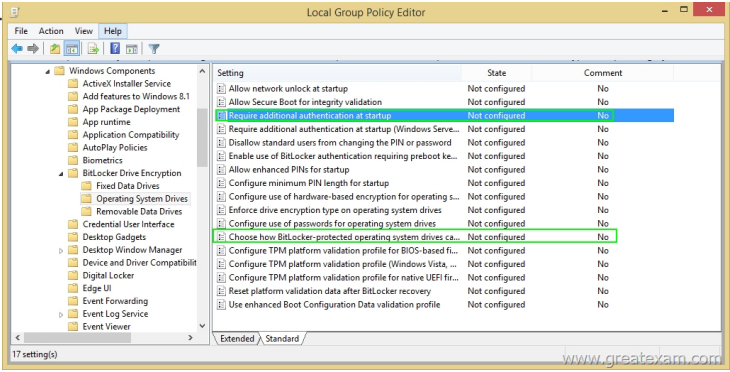 Local Group Policy Editor
File Action View Help
Windows Components
ActiveX Installer Service
Add features to Windows 8.1
App Package Deployment
App runtime
Application Compatibility
AutoPlay Policies
Biometrics
BitLocker Drive Encryption
Fixed Data Drives
Operating System Drives
Removable Data Drives
Credential User Interface
Desktop Gadgets
Desktop Window Manager
Device and Driver Compatibilit
Digital Locker
Edge UI
Event Forwarding
Event Log Service
Event Viewer
Setting State Comment
Allow network unlock at startup Not configured No
Allow Secure Boot for integrity validation Not configured No
Require additional authentication at startup Not configured No
Require additional authentication at startup (Windows Serve... Not configured No
Disallow standard users from changing the PIN or password Not configured No
Enable use of BitLocker authentication requiring preboot ke... Not configured No
Allow enhanced PINs for startup Not configured No
Configure minimum PIN length for startup Not configured No
Configure use of hardware-based encryption for operating s... Not configured No
Enforce drive encryption type on operating system drives Not configured No
Configure use of passwords for operating system drives Not configured No
Choose how BitLocker-protected operating system drives ca... Not configured No
Configure TPM platform validation profile for BIOS-based fi... Not configured No
Configure TPM platform validation profile (Windows Vista, ... Not configured No
Configure TPM platform validation profile for native UEFI fir... Not configured No
Reset platform validation data after BitLocker recovery Not configured No
Use enhanced Boot Configuration Data validation profile Not configured No
Extended Standard
17 setting(s)
www.greatexam.com